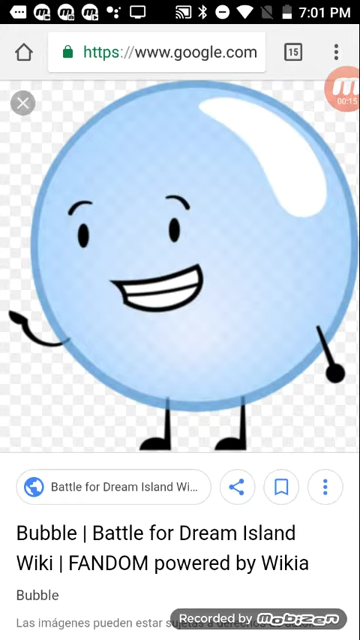 7:01 PM
https://www.google.com
15
00:15
Battle for Dream Island Wi...
Bubble | Battle for Dream Island
Wiki | FANDOM powered by Wikia
Bubble
Las imágenes pueden estar
Recorded by mobizen